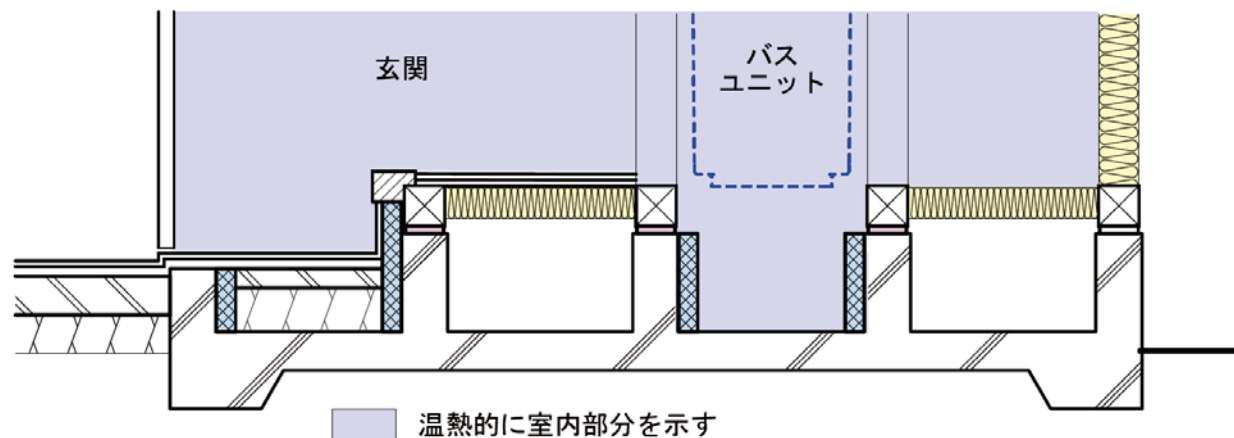 玄関
バス
ユニット
温熱的に室内部分を示す